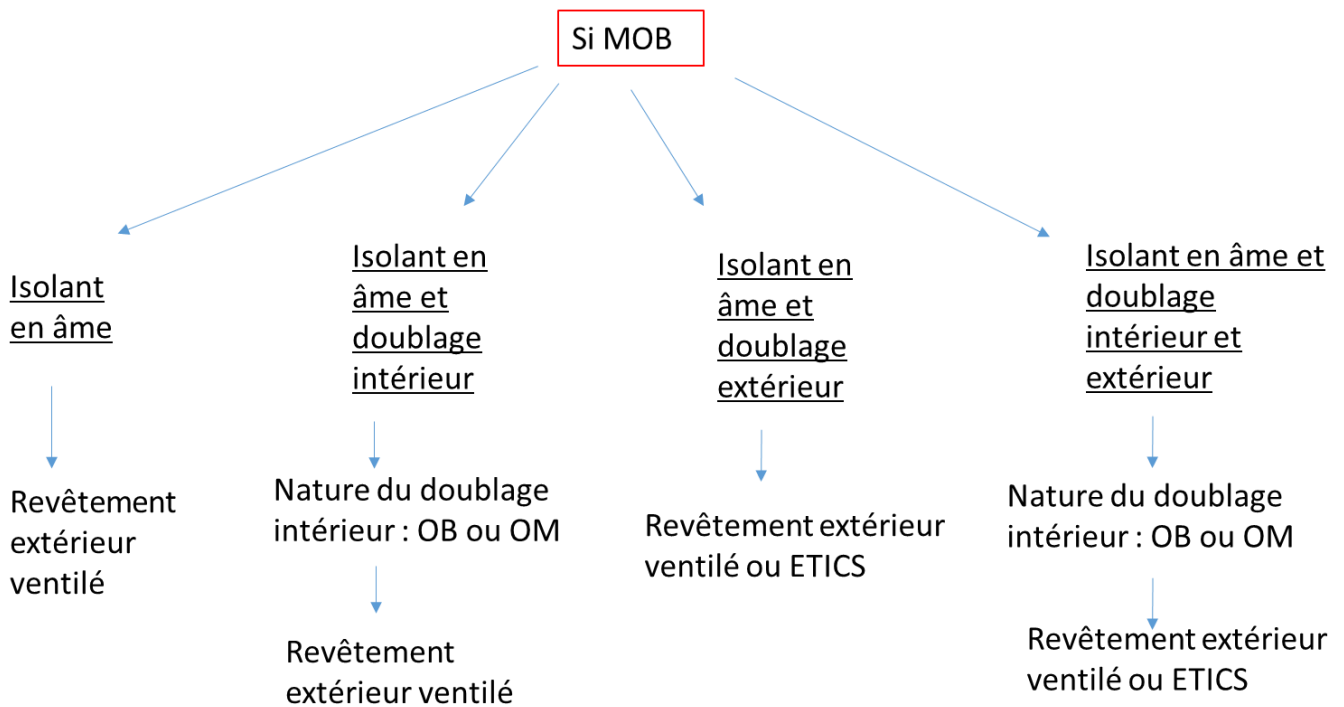 Si MOB
Isolant
en âme
Revêtement
extérieur
ventilé
Isolant en
âme et
doublage
intérieur
Nature du doublage
intérieur : OB ou OM
Revêtement
extérieur ventilé
Isolant en
âme et
doublage
extérieur
Revêtement extérieur
ventilé ou ETICS
Isolant en âme et
doublage
intérieur et
extérieur
Nature du doublage
intérieur : OB ou OM
Revêtement extérieur
ventilé ou ETICS